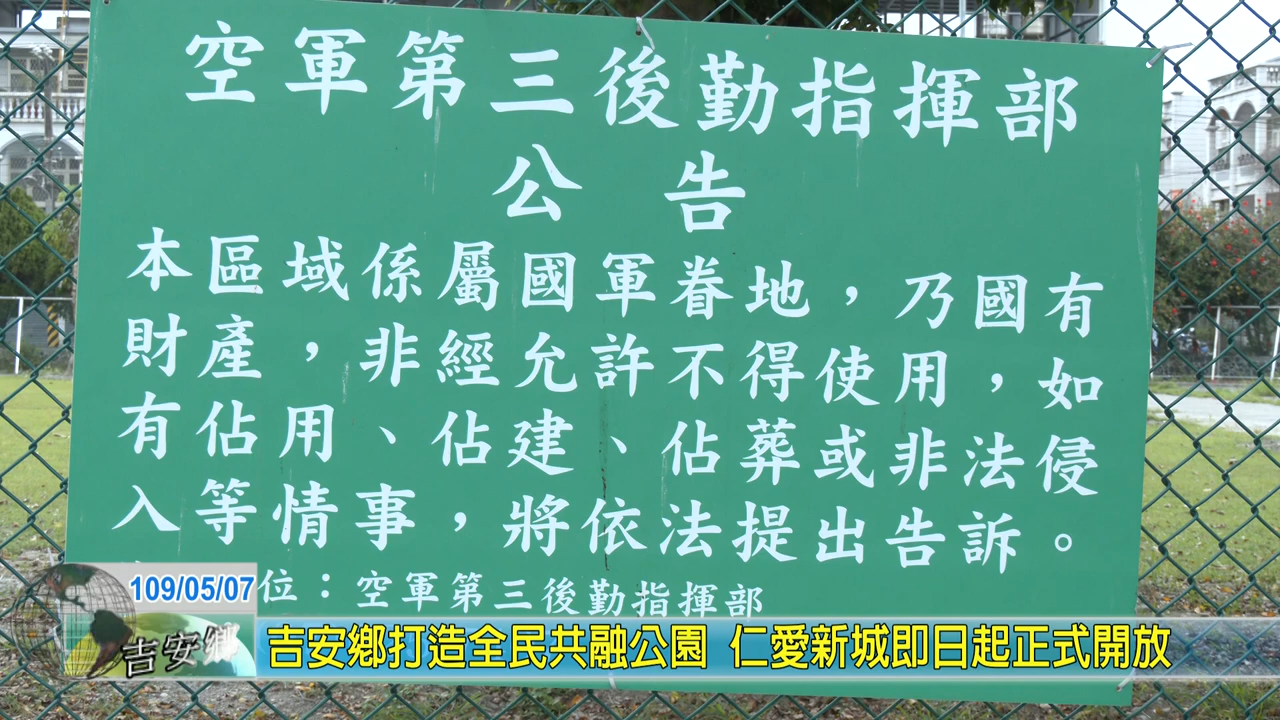 空軍第三後勤指揮部
公告
本區域係屬國軍眷地，乃國有
財產，非經允許不得使用，如
有佔用、佔建、佔葬或非法侵
入等情事，將依法提出告訴。
位：空軍第三後勤指揮部
109/05/07
吉安鄉
吉安鄉打造全民共融公園 仁愛新城即日起正式開放